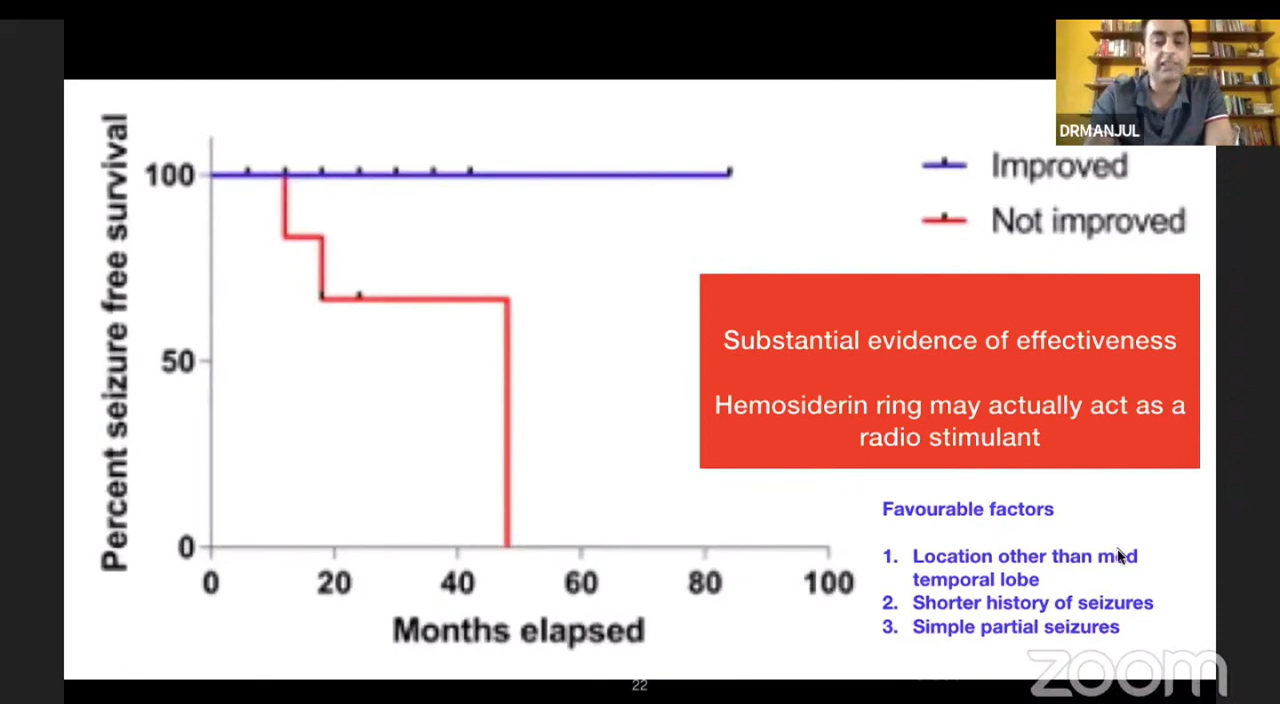 DRMANJUL
Percent seizure free survival
100
50
0
0 20 40 60 80 100
Months elapsed
Improved
Not improved
Substantial evidence of effectiveness
Hemosiderin ring may actually act as a
radio stimulant
Favourable factors
1. Location other than med
temporal lobe
2. Shorter history of seizures
3. Simple partial seizures
zoom
22